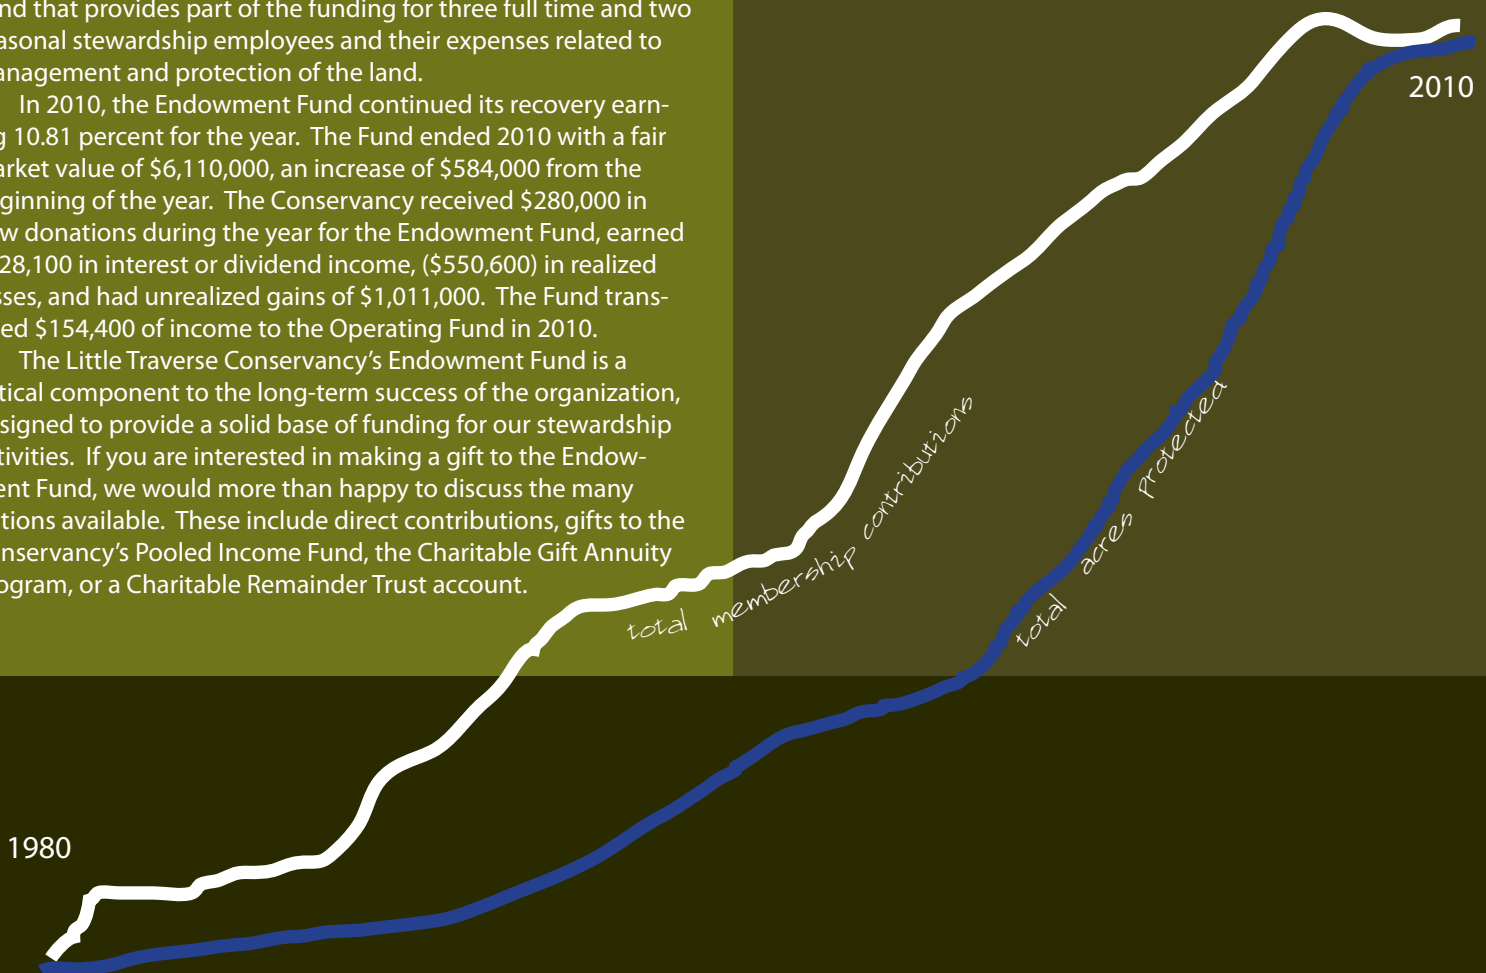 nd that provides part of the funding for three full time and two
asonal stewardship employees and their expenses related to
anagement and protection of the land.
In 2010, the Endowment Fund continued its recovery earn-
g 10.81 percent for the year. The Fund ended 2010 with a fair
arket value of $6,110,000, an increase of $584,000 from the
ginning of the year. The Conservancy received $280,000 in
w donations during the year for the Endowment Fund, earned
28,100 in interest or dividend income, ($550,600) in realized
sses, and had unrealized gains of $1,011,000. The Fund trans-
ed $154,400 of income to the Operating Fund in 2010.
The Little Traverse Conservancy’s Endowment Fund is a
tical component to the long-term success of the organization,
signed to provide a solid base of funding for our stewardship
tivities. If you are interested in making a gift to the Endow-
ent Fund, we would more than happy to discuss the many
tions available. These include direct contributions, gifts to the
nservancy’s Pooled Income Fund, the Charitable Gift Annuity
ogram, or a Charitable Remainder Trust account.
2010
total membership contributions
total acres protected
1980